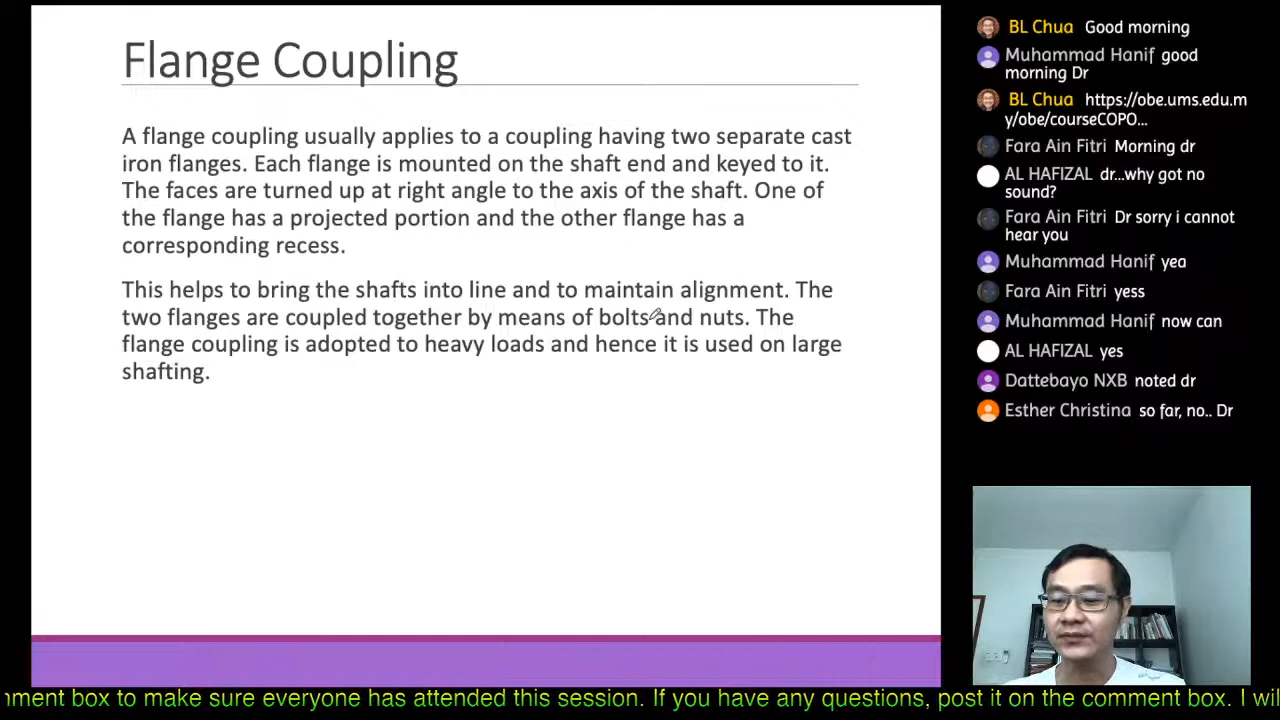 Flange Coupling
A flange coupling usually applies to a coupling having two separate cast
iron flanges. Each flange is mounted on the shaft end and keyed to it.
The faces are turned up at right angle to the axis of the shaft. One of
the flange has a projected portion and the other flange has a
corresponding recess.
This helps to bring the shafts into line and to maintain alignment. The
two flanges are coupled together by means of bolts and nuts. The
flange coupling is adopted to heavy loads and hence it is used on large
shafting.
BL Chua Good morning
Muhammad Hanif good
morning Dr
BL Chua https://obe.ums.edu.m
y/obe/courseCOPO...
Fara Ain Fitri Morning dr
AL HAFIZAL dr...why got no
sound?
Fara Ain Fitri Dr sorry i cannot
hear you
Muhammad Hanif yea
Fara Ain Fitri yess
Muhammad Hanif now can
AL HAFIZAL yes
Dattebayo NXB noted dr
Esther Christina so far, no.. Dr
nment box to make sure everyone has attended this session. If you have any questions, post it on the comment box. I wil